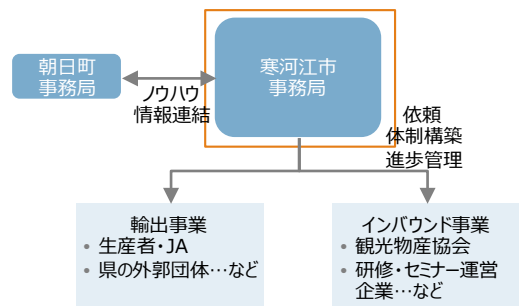 朝日町
事務局
寒河江市
事務局
ノウハウ
情報連結
依頼
体制構築
進歩管理
輸出事業
• 生産者・JA
• 県の外郭団体…など
インバウンド事業
• 観光物産協会
• 研修・セミナー運営
企業…など